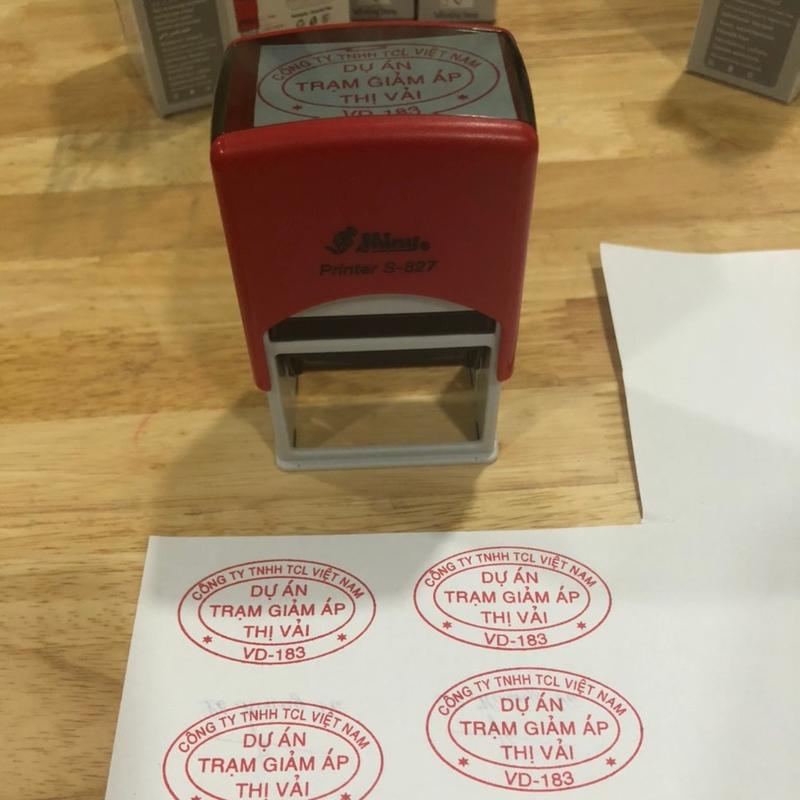 CÔNG TY TNHH TCL VIỆT NAM
DỰ ÁN
TRẠM GIẢM ÁP
THỊ VẢI
VD-183
Shiny
Printer S-827
CÔNG TY TNHH TCL VIỆT NAM
DỰ ÁN
TRẠM GIẢM ÁP
THỊ VẢI
VD-183
CÔNG TY TNHH TCL VIỆT NAM
DỰ ÁN
TRẠM GIẢM ÁP
THỊ VẢI
VD-183
CÔNG TY TNHH TCL VIỆT NAM
DỰ ÁN
TRẠM GIẢM ÁP
THỊ VẢI
CÔNG TY TNHH TCL VIỆT NAM
DỰ ÁN
TRẠM GIẢM ÁP
THỊ VẢI
VD-183